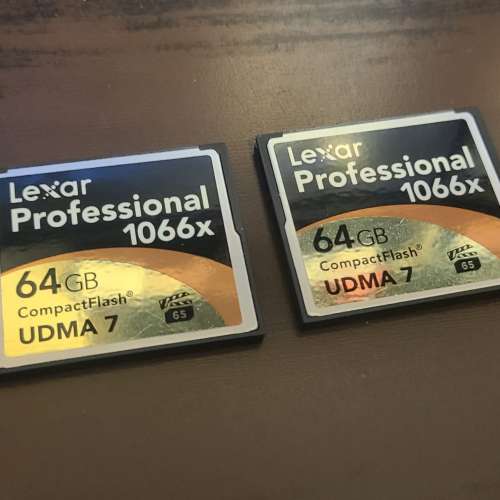 Lexar
Professional
1066x
64GB
CompactFlash®
UDMA 7
65
Lexar
Professional
1066x
64GB
CompactFlash®
UDMA 7
65